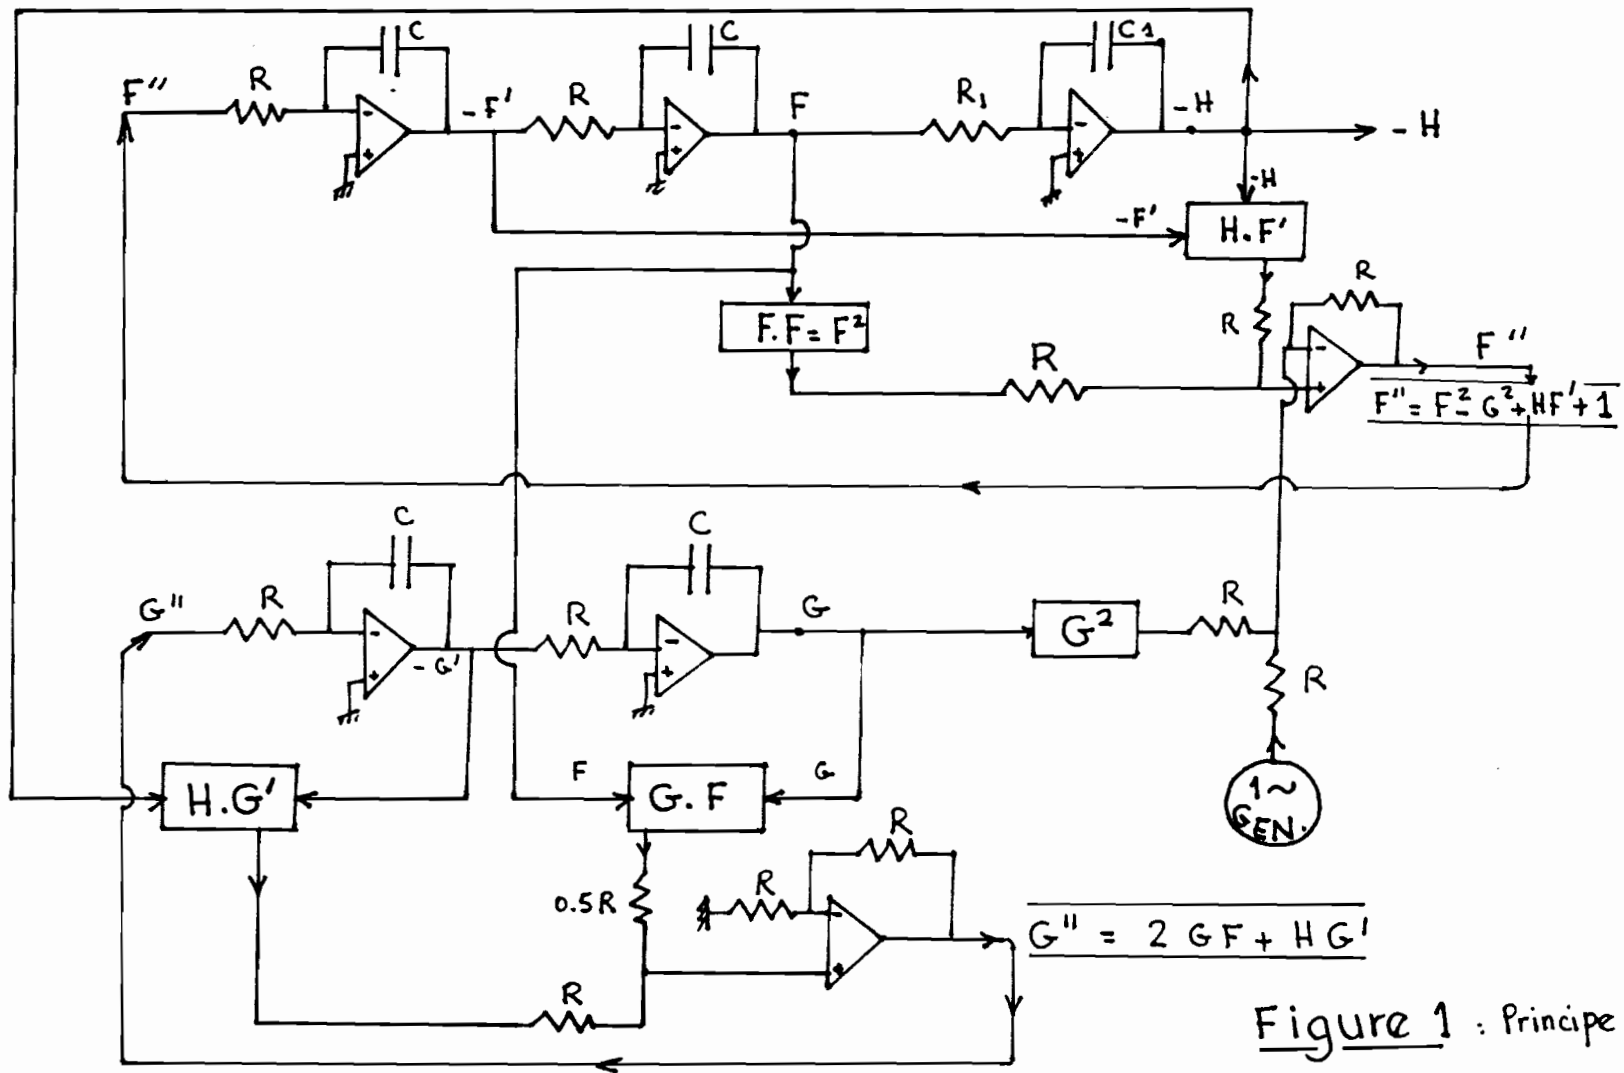 C
C
C1
F''
R
-F'
R
F
R₁
-H
-H
-H
-F'
H.F'
F.F = F²
R
R
R
F''
F'' = F² - G² + HF' + 1
C
C
G''
R
-G'
R
G
G²
R
R
H.G'
F
G.F
G
1 ~
GEN.
R
0.5R
R
G'' = 2 GF + HG'
R
Figure 1 : Principe